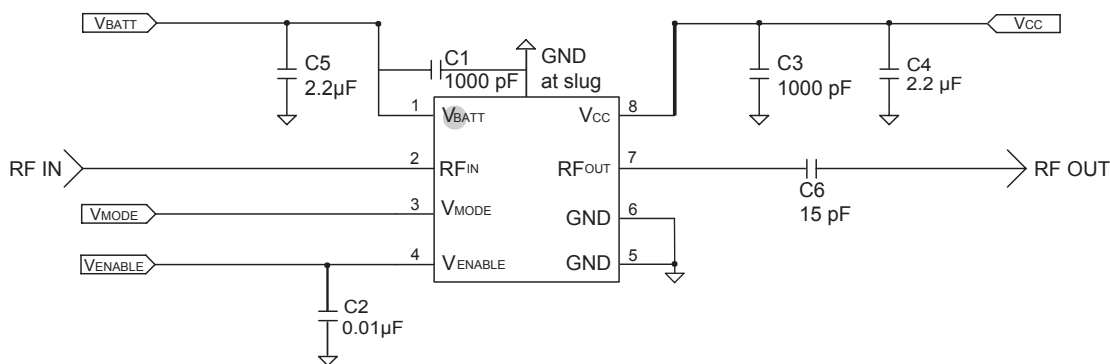 VBATT
VCC
C5
2.2µF
C1
1000 pF
GND
at slug
C3
1000 pF
C4
2.2 µF
1
VBATT
VCC
8
RF IN
2
RFIN
RFOUT
7
RF OUT
C6
15 pF
VMODE
3
VMODE
GND
6
VENABLE
4
VENABLE
GND
5
C2
0.01µF